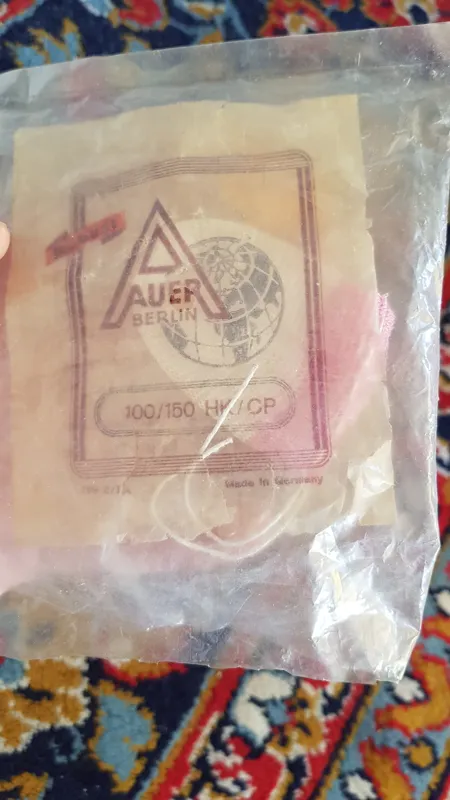 AUER
BERLIN
100/150 HK/CP
Made in Germany